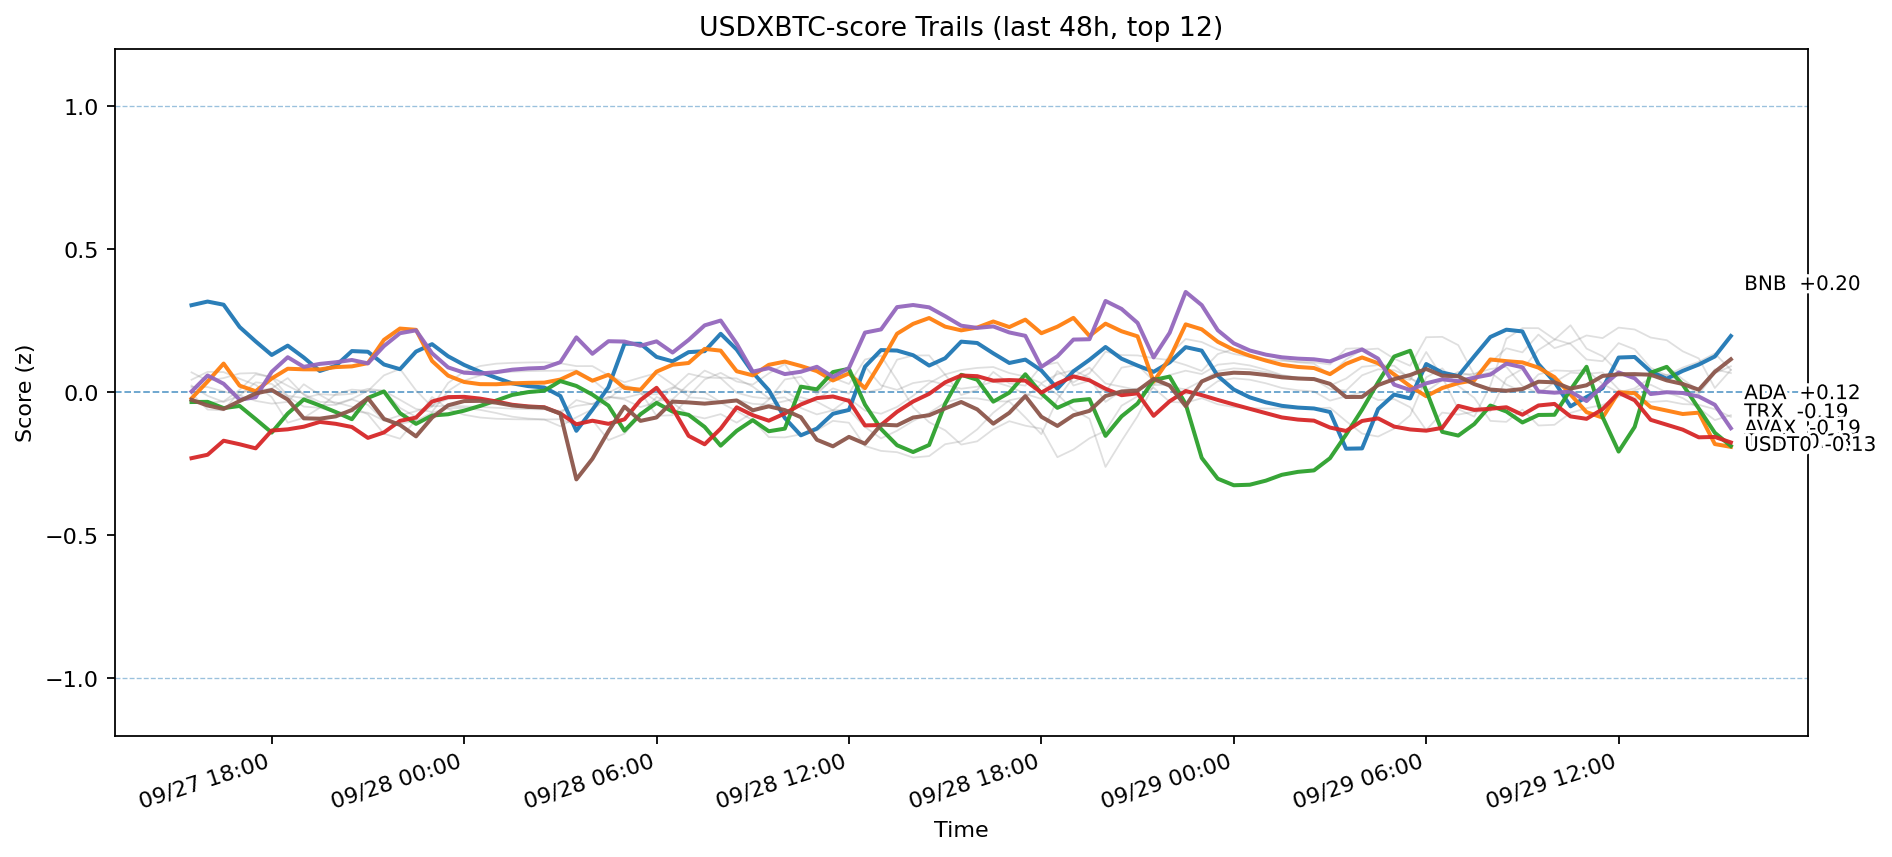 USDXBTC-score Trails (last 48h, top 12)
Score (z)
1.0
0.5
0.0
−0.5
−1.0
BNB +0.20
ADA +0.12
TRX -0.19
AVAX -0.19
USDT0 -0.13
09/27 18:00
09/28 00:00
09/28 06:00
09/28 12:00
09/28 18:00
09/29 00:00
09/29 06:00
09/29 12:00
Time